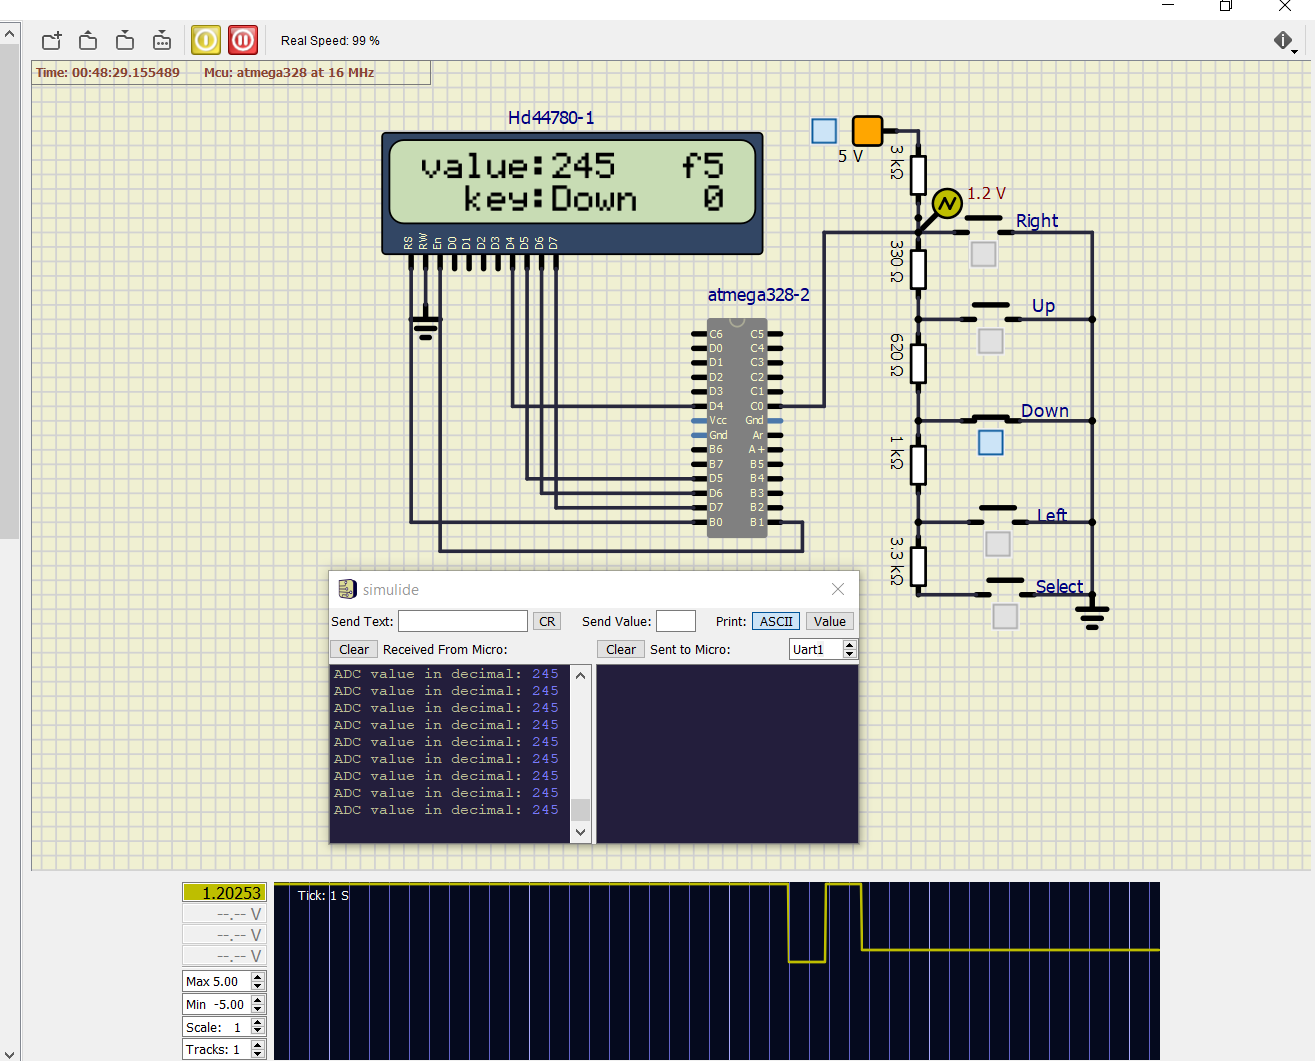 Real Speed: 99 %
Time: 00:48:29.155489 Mcu: atmega328 at 16 MHz
Hd44780-1
value:245 f5
key:Down 0
RS RW En D0 D1 D2 D3 D4 D5 D6 D7
5 V
3 kΩ
1.2 V
Right
330 Ω
Up
620 Ω
Down
1 kΩ
Left
3.3 kΩ
Select
atmega328-2
C6 C5
D0 C4
D1 C3
D2 C2
D3 C1
D4 C0
Vcc Gnd
Gnd Ar
B6 A+
B7 B5
D5 B4
D6 B3
D7 B2
B0 B1
simulide
Send Text: CR Send Value: Print: ASCII Value
Clear Received From Micro: Clear Sent to Micro: Uart1
ADC value in decimal: 245
ADC value in decimal: 245
ADC value in decimal: 245
ADC value in decimal: 245
ADC value in decimal: 245
ADC value in decimal: 245
ADC value in decimal: 245
ADC value in decimal: 245
ADC value in decimal: 245
1.20253
--.-- V
--.-- V
--.-- V
Max 5.00
Min -5.00
Scale: 1
Tracks: 1
Tick: 1 S